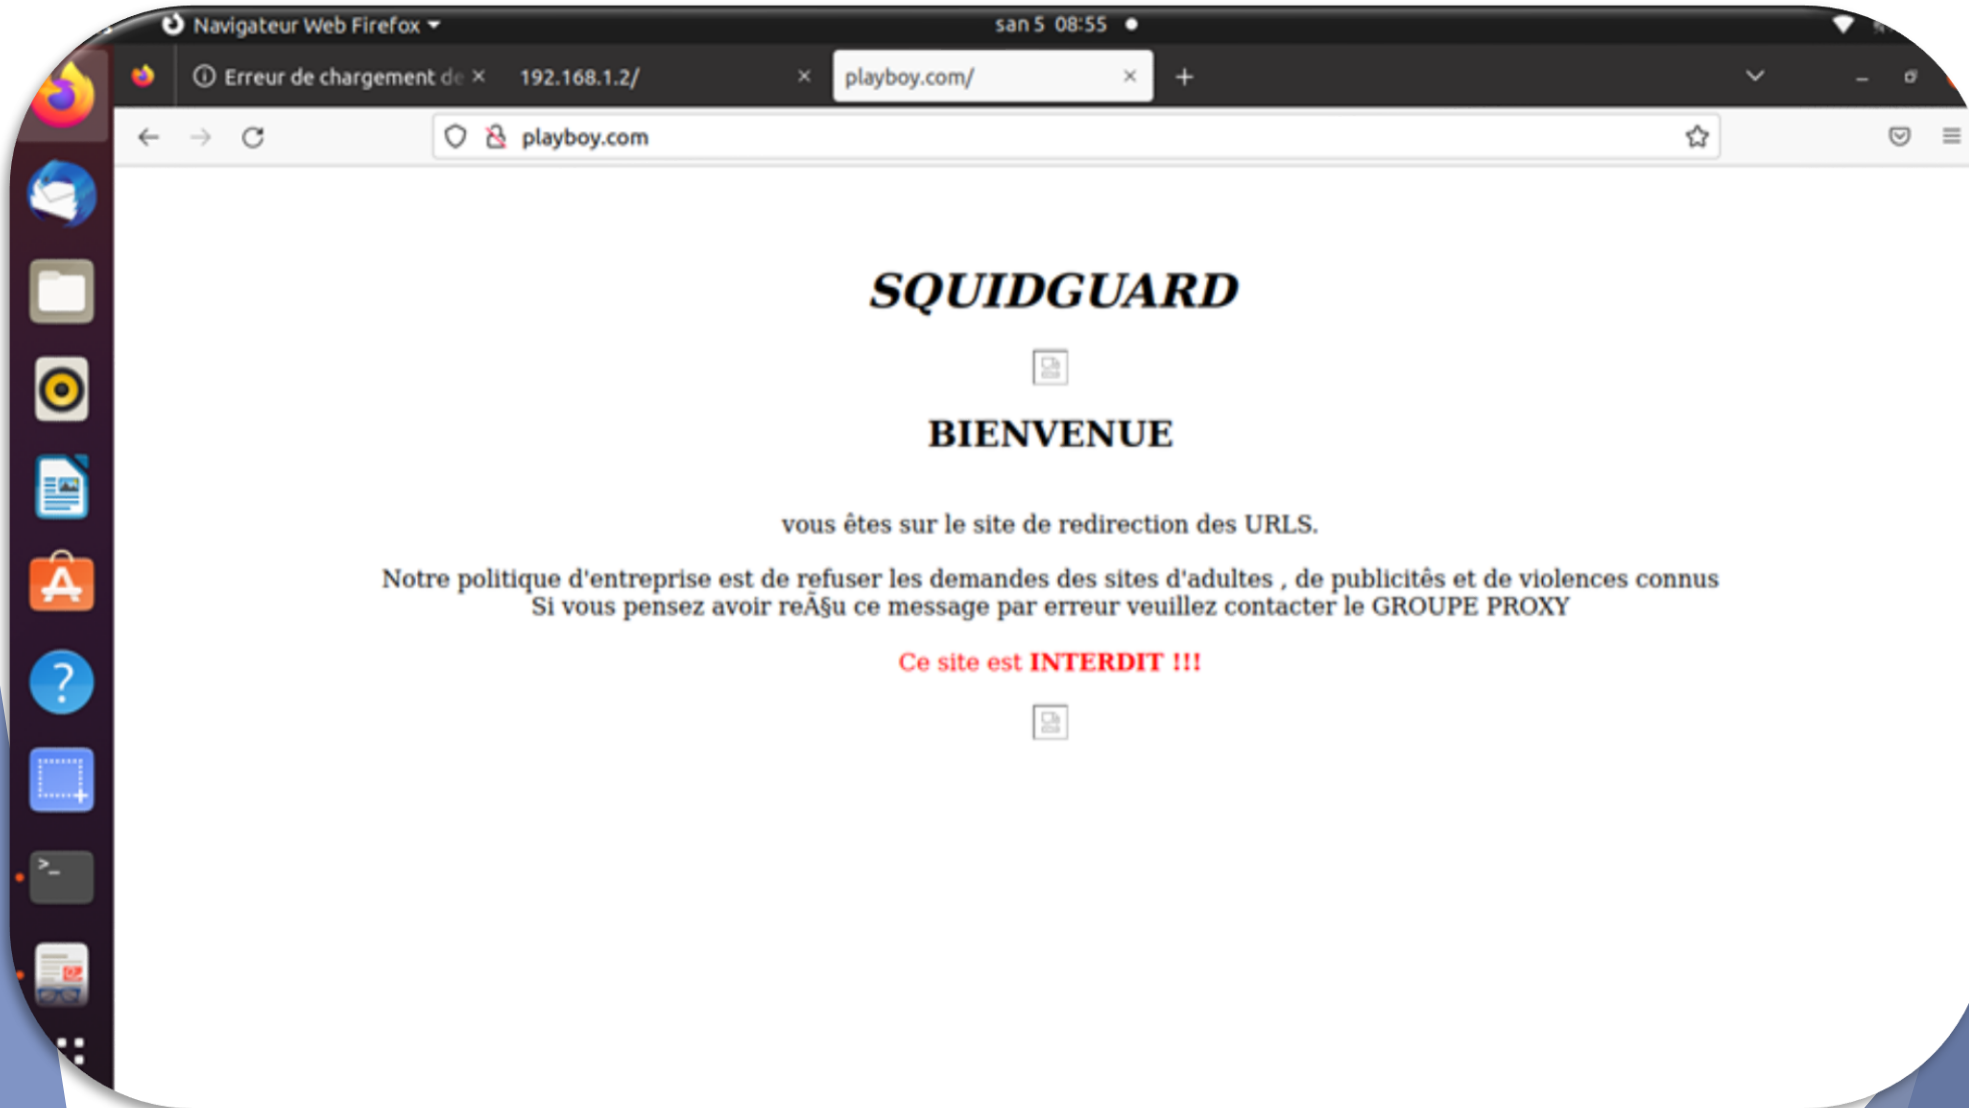 Navigateur Web Firefox
san 5 08:55
Erreur de chargement de
192.168.1.2/
playboy.com/
playboy.com
SQUIDGUARD
BIENVENUE
vous êtes sur le site de redirection des URLS.
Notre politique d'entreprise est de refuser les demandes des sites d'adultes , de publicités et de violences connus
Si vous pensez avoir reÃ§u ce message par erreur veuillez contacter le GROUPE PROXY
Ce site est INTERDIT !!!